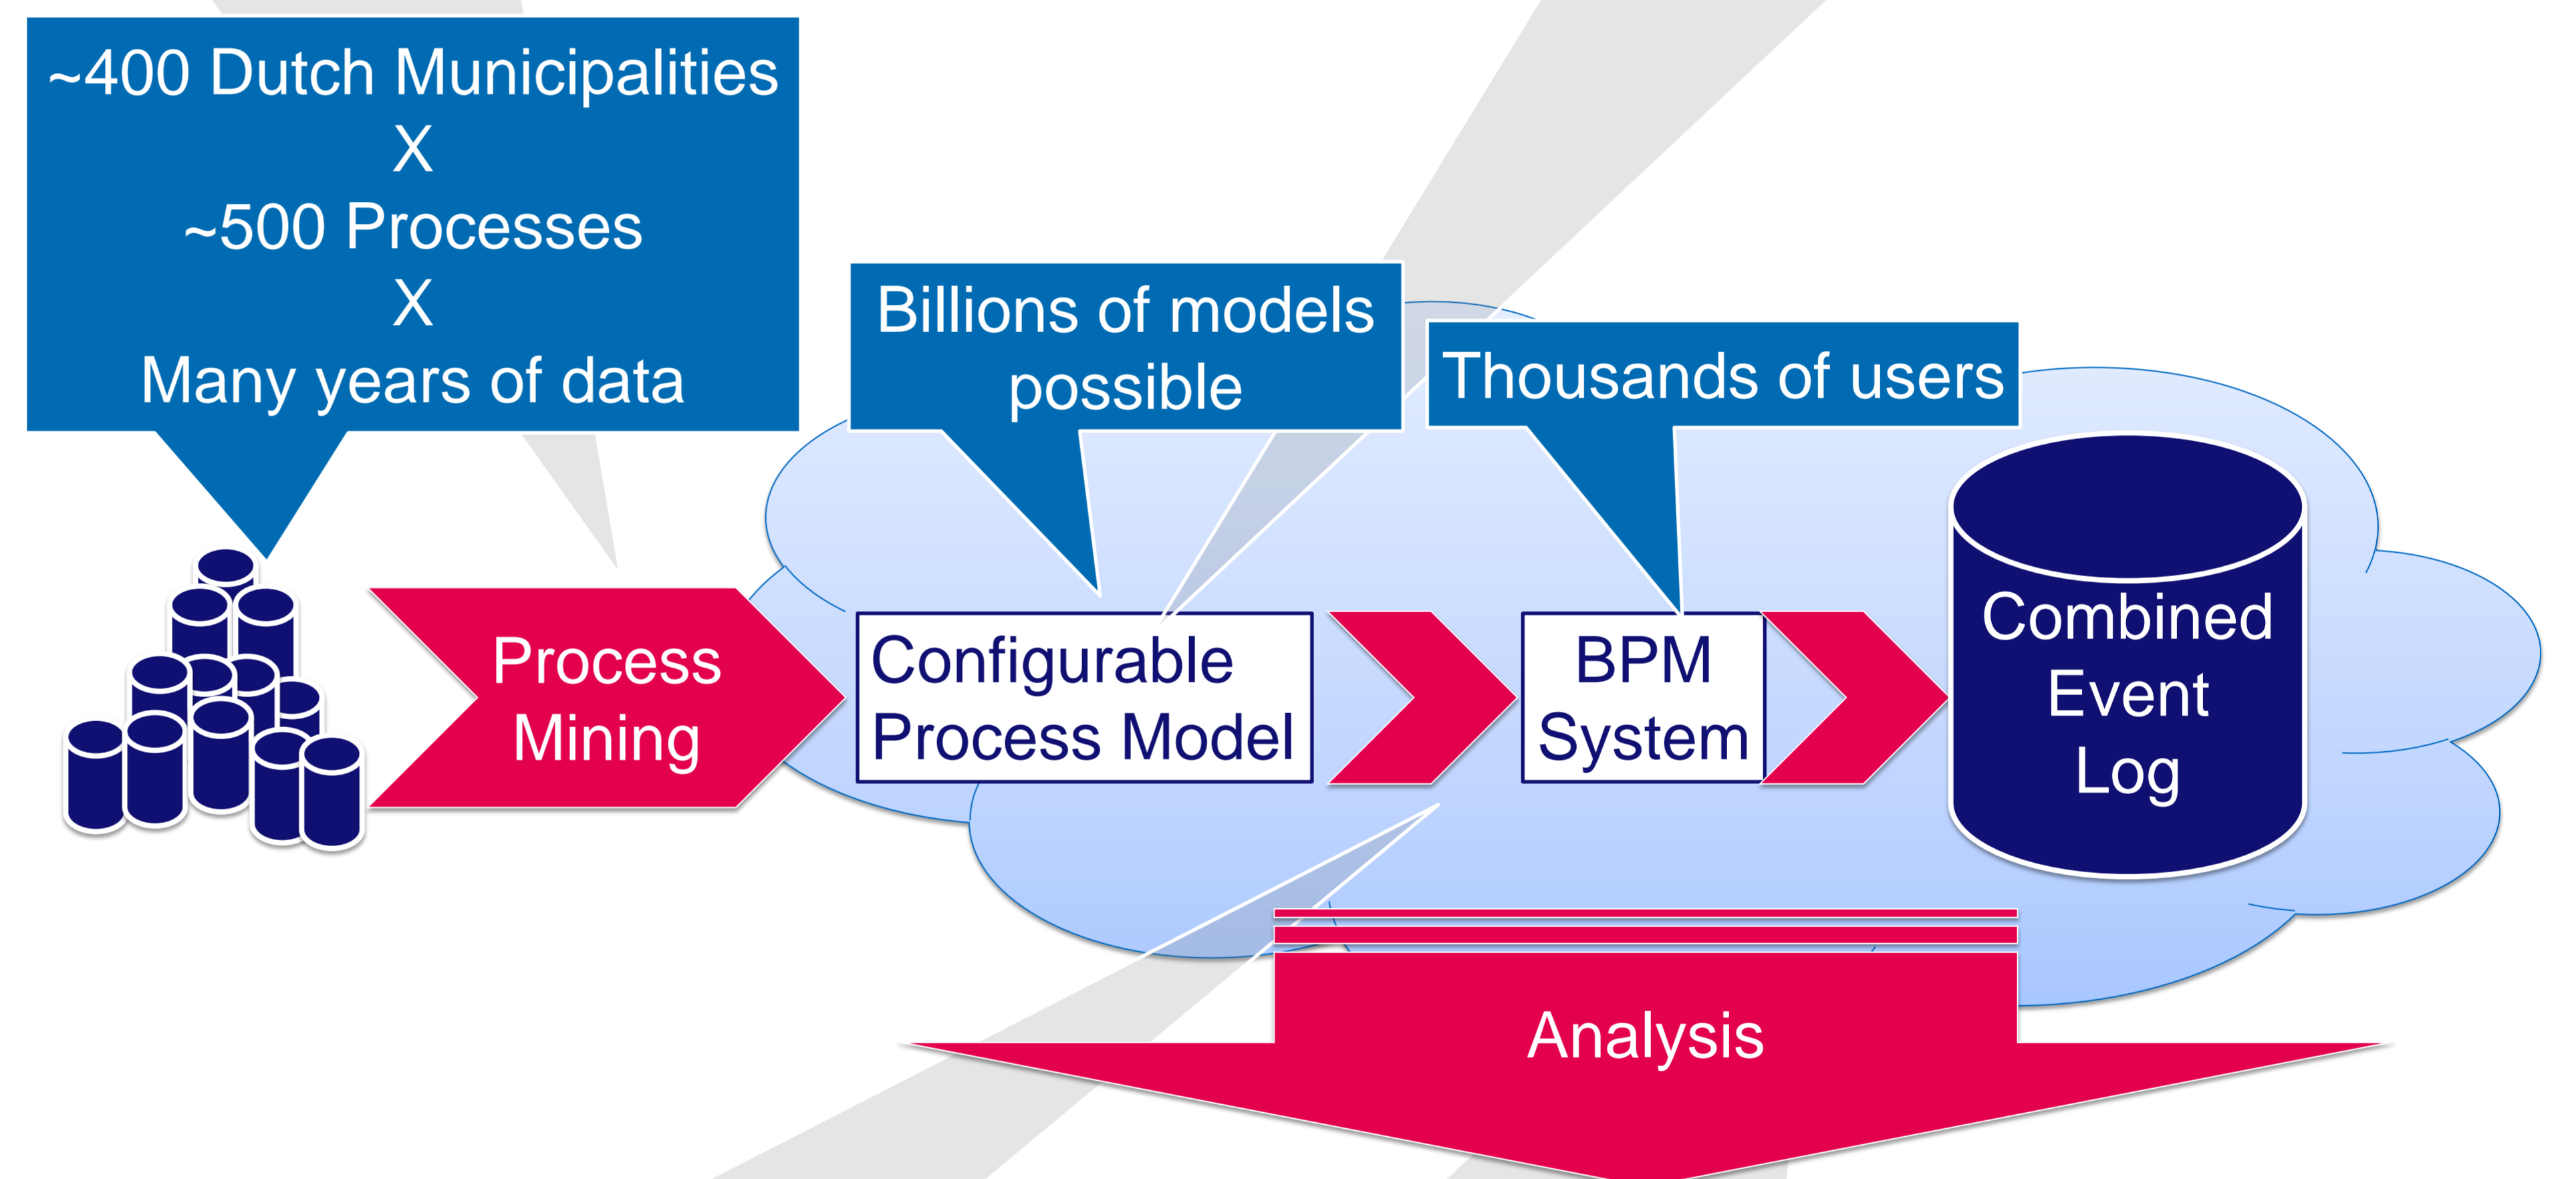 ~400 Dutch Municipalities
X
~500 Processes
X
Many years of data
Billions of models
possible
Thousands of users
Process
Mining
Configurable
Process Model
BPM
System
Combined
Event
Log
Analysis